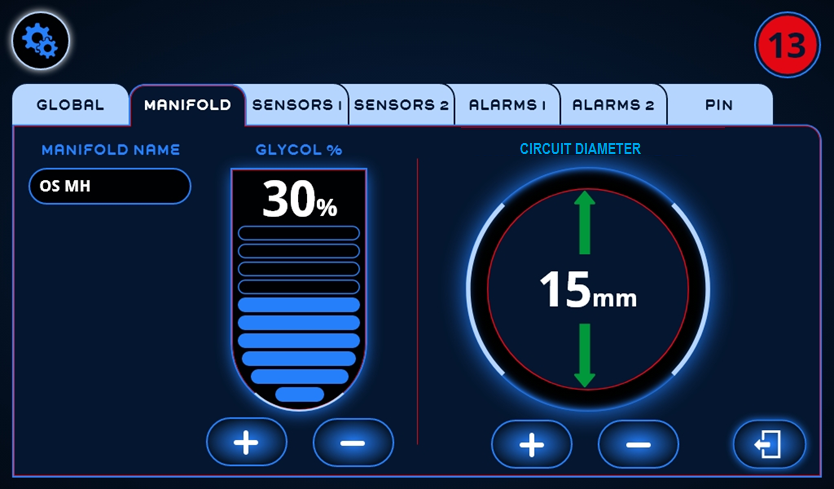 13
GLOBAL
MANIFOLD
SENSORS 1
SENSORS 2
ALARMS 1
ALARMS 2
PIN
MANIFOLD NAME
OS MH
GLYCOL %
30%
CIRCUIT DIAMETER
15mm
+
−
+
−